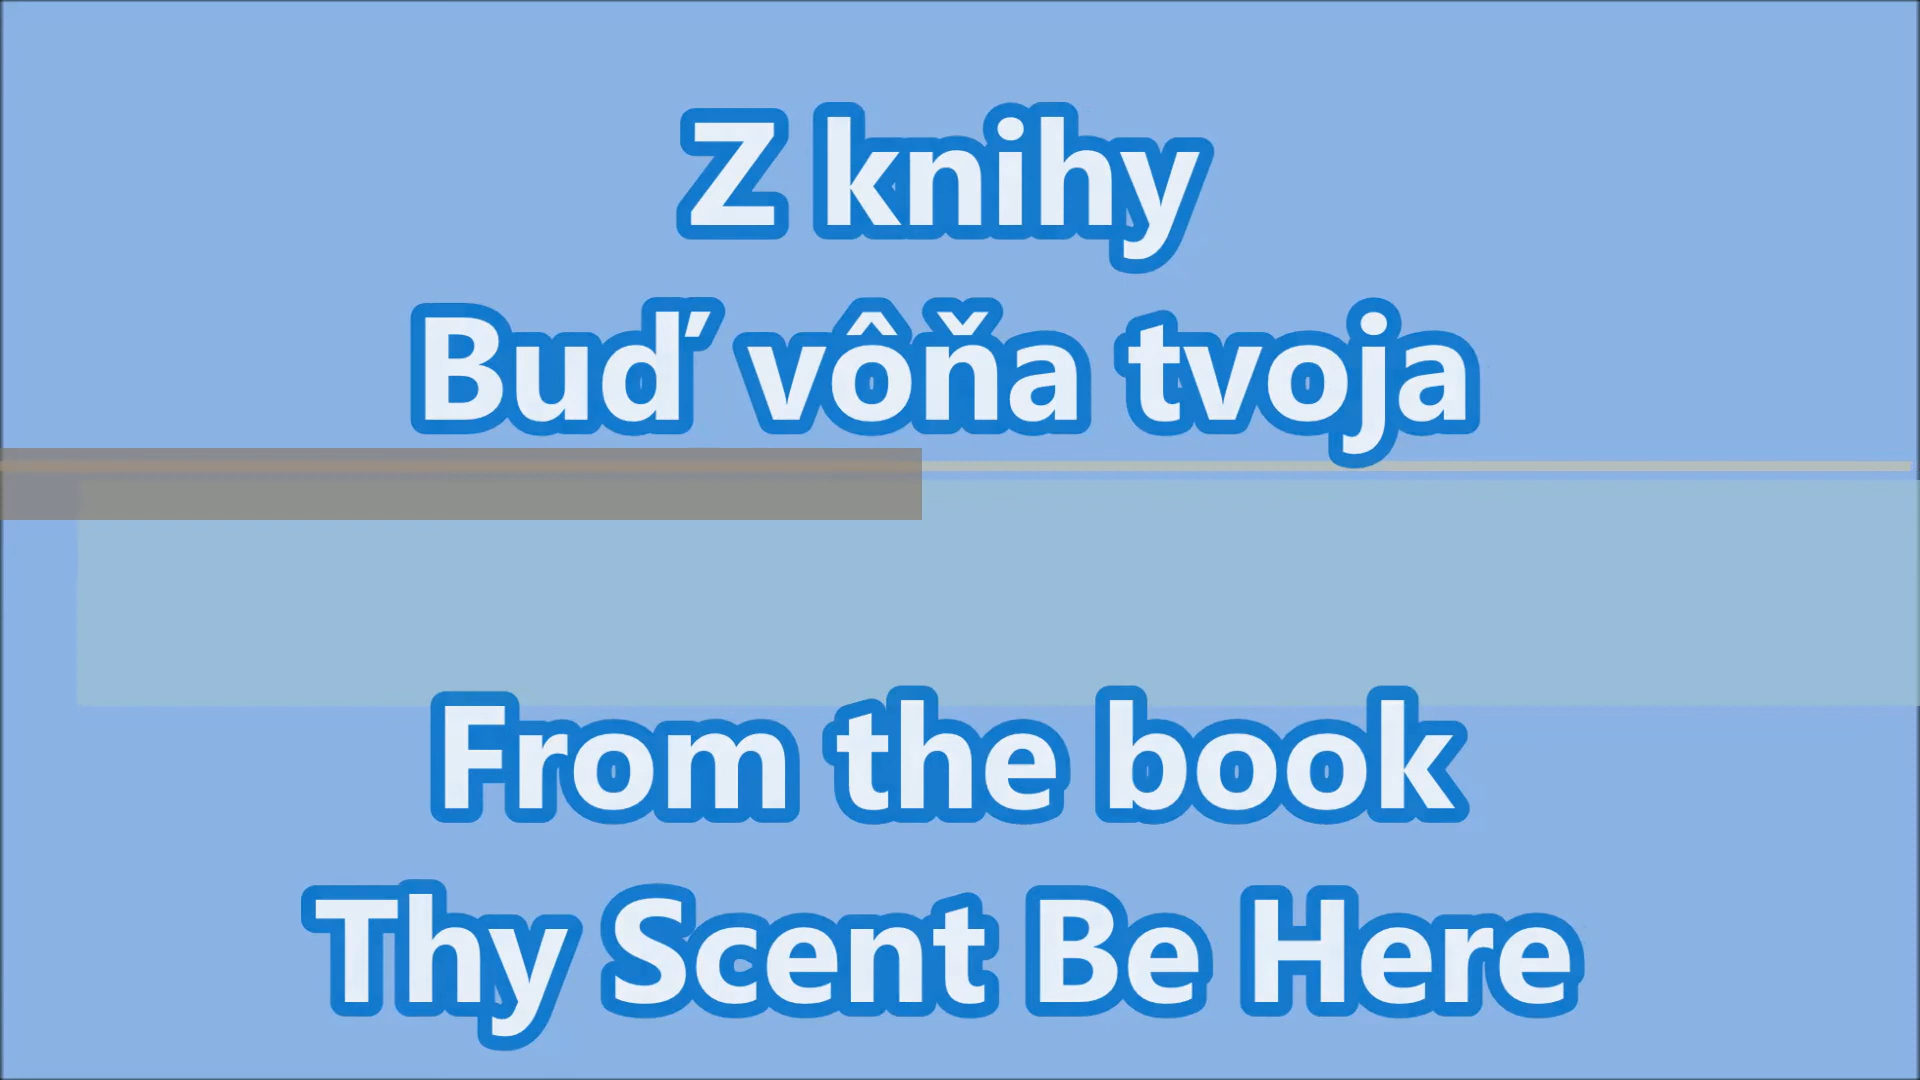 Z knihy
Buď vôňa tvoja
From the book
Thy Scent Be Here